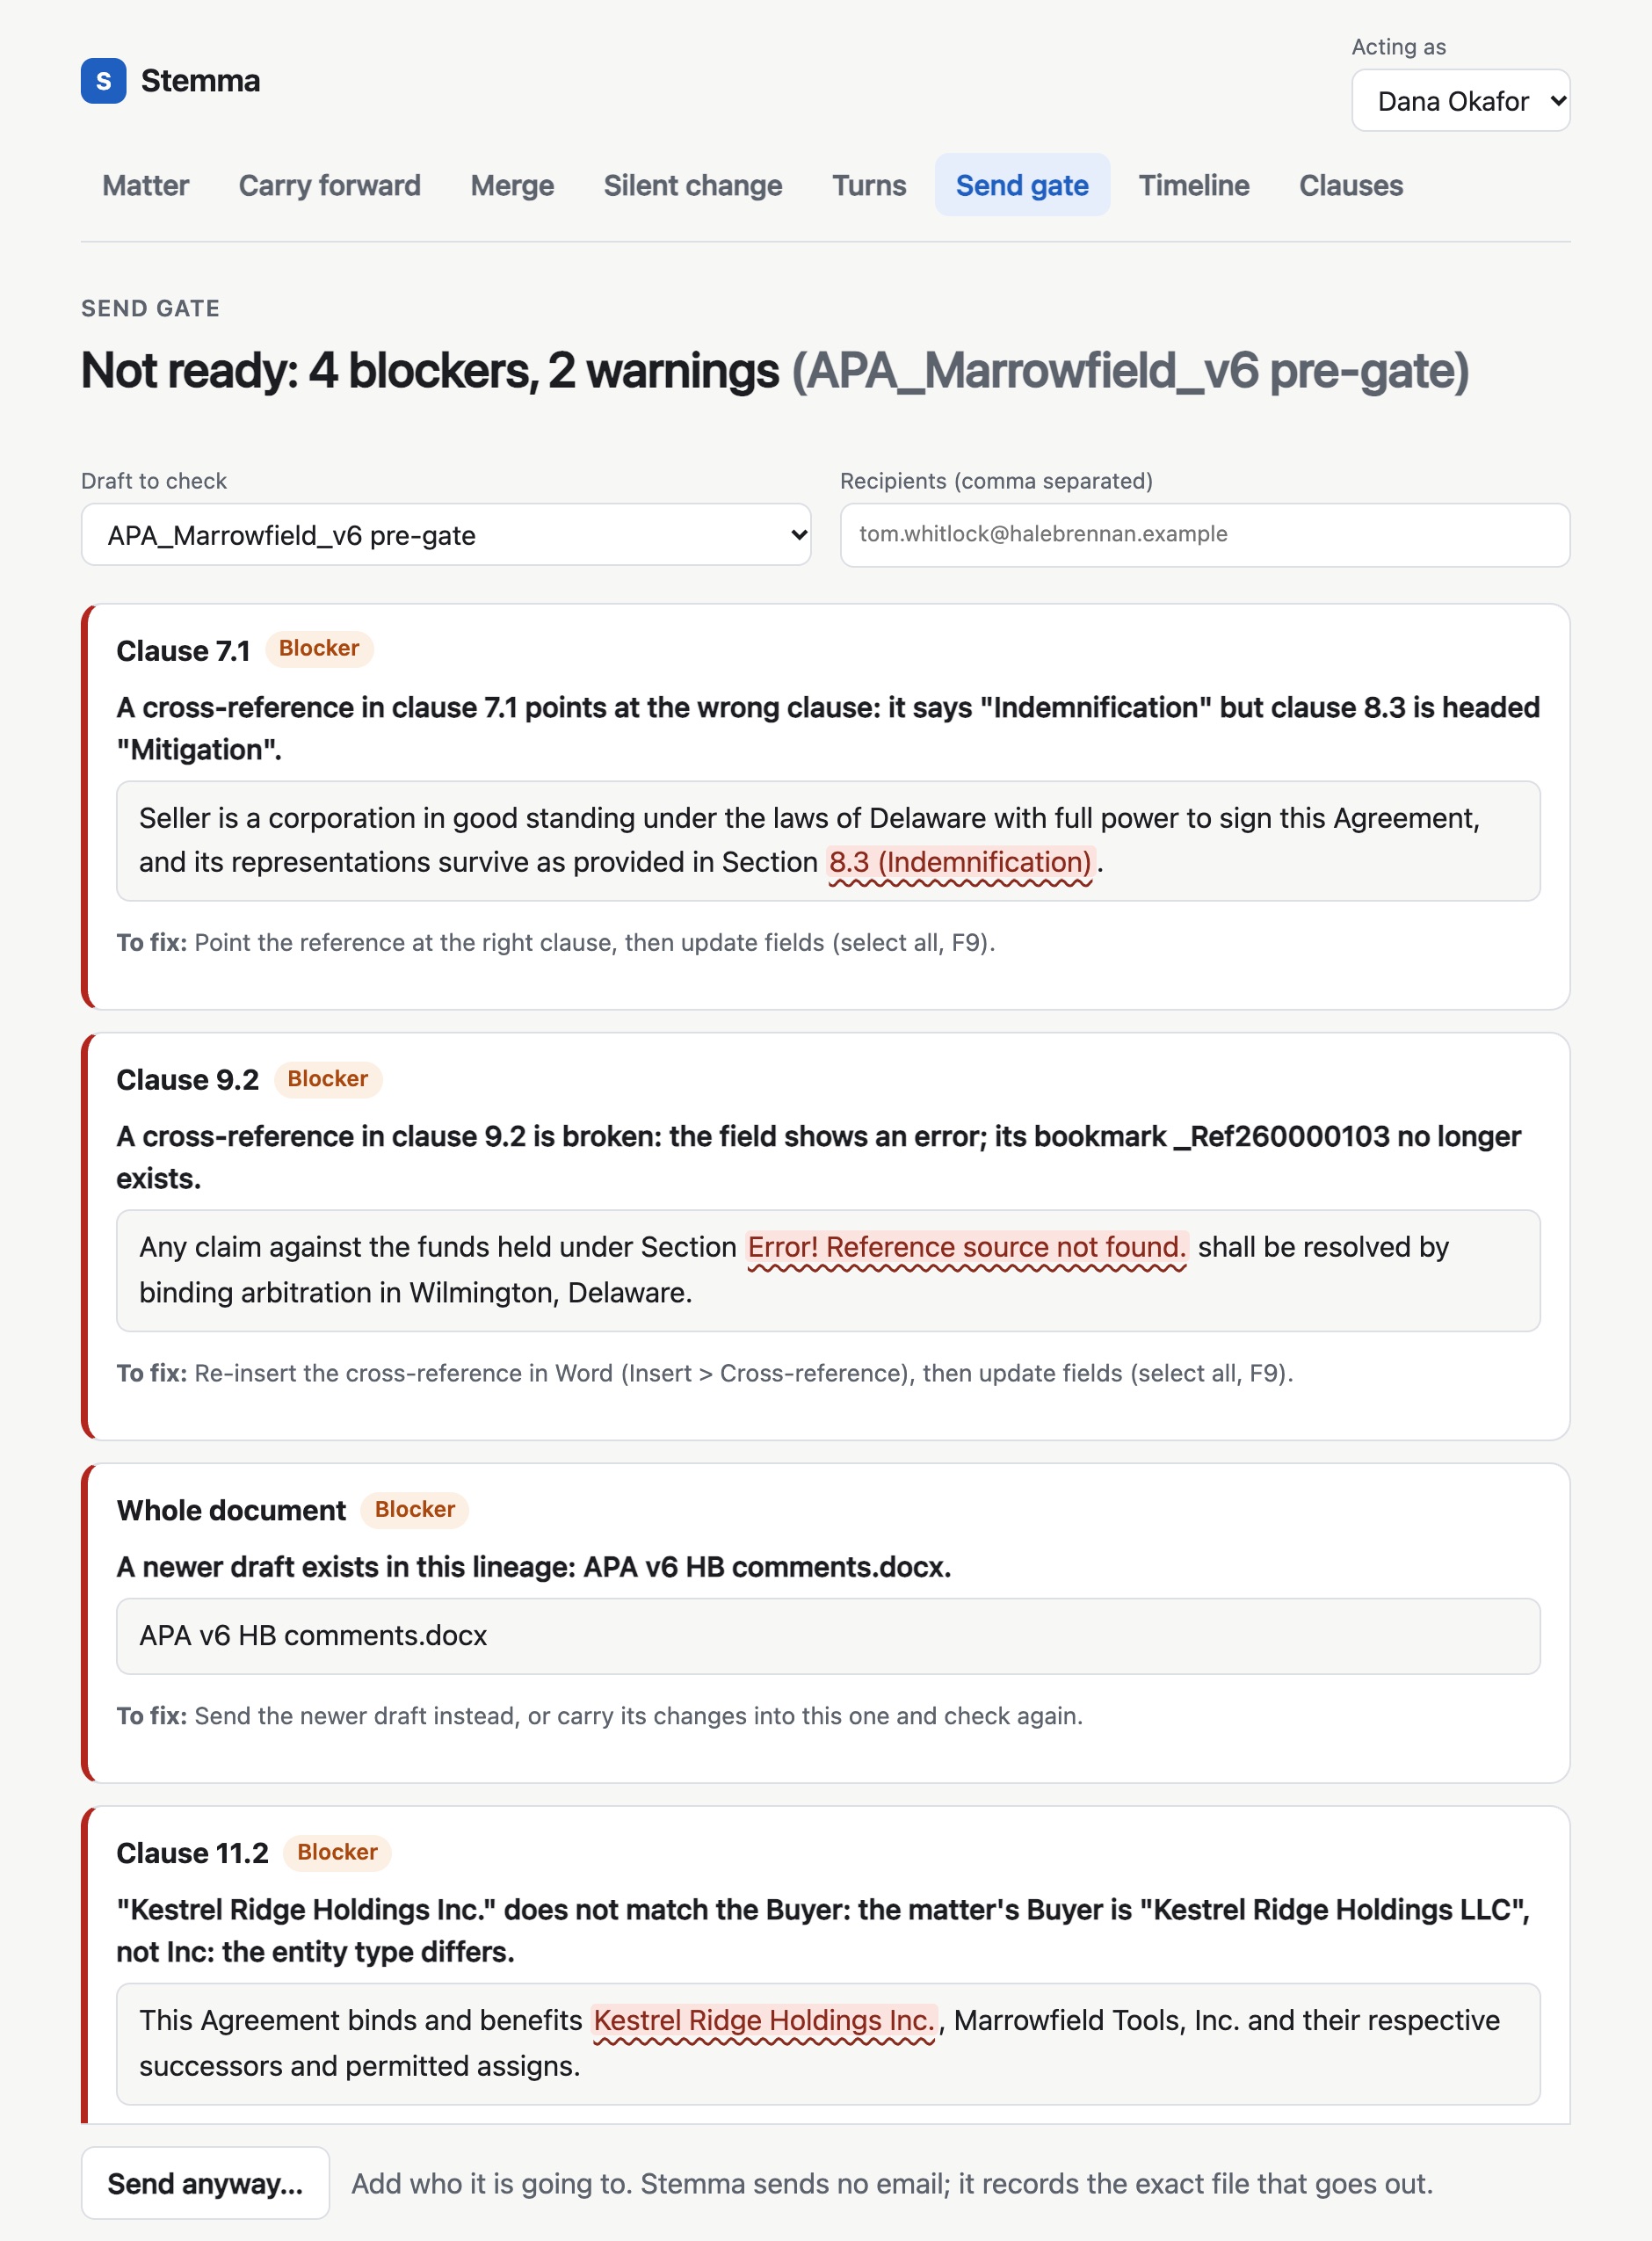 S
Stemma
Acting as
Dana Okafor
Matter Carry forward Merge Silent change Turns Send gate Timeline Clauses
SEND GATE
Not ready: 4 blockers, 2 warnings (APA_Marrowfield_v6 pre-gate)
Draft to check
APA_Marrowfield_v6 pre-gate
Recipients (comma separated)
tom.whitlock@halebrennan.example
Clause 7.1 Blocker
A cross-reference in clause 7.1 points at the wrong clause: it says "Indemnification" but clause 8.3 is headed
"Mitigation".
Seller is a corporation in good standing under the laws of Delaware with full power to sign this Agreement,
and its representations survive as provided in Section 8.3 (Indemnification).
To fix: Point the reference at the right clause, then update fields (select all, F9).
Clause 9.2 Blocker
A cross-reference in clause 9.2 is broken: the field shows an error; its bookmark _Ref260000103 no longer
exists.
Any claim against the funds held under Section Error! Reference source not found. shall be resolved by
binding arbitration in Wilmington, Delaware.
To fix: Re-insert the cross-reference in Word (Insert > Cross-reference), then update fields (select all, F9).
Whole document Blocker
A newer draft exists in this lineage: APA v6 HB comments.docx.
APA v6 HB comments.docx
To fix: Send the newer draft instead, or carry its changes into this one and check again.
Clause 11.2 Blocker
"Kestrel Ridge Holdings Inc." does not match the Buyer: the matter's Buyer is "Kestrel Ridge Holdings LLC",
not Inc: the entity type differs.
This Agreement binds and benefits Kestrel Ridge Holdings Inc., Marrowfield Tools, Inc. and their respective
successors and permitted assigns.
Send anyway... Add who it is going to. Stemma sends no email; it records the exact file that goes out.